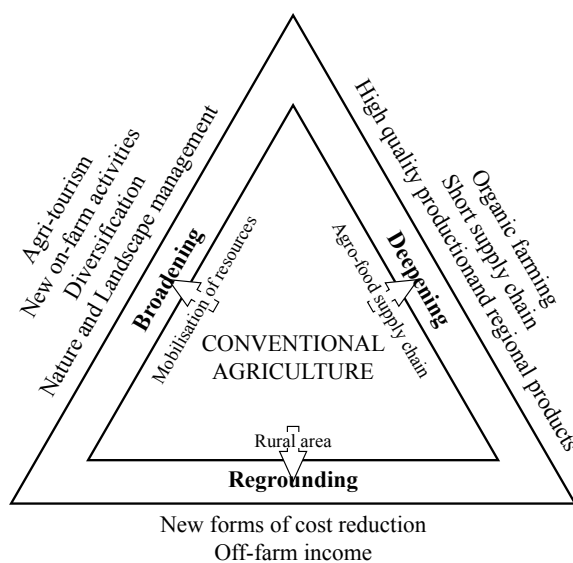 Agri-tourism
New on-farm activities
Diversification
Nature and Landscape management
Broadening
Mobilisation of resources
Organic farming
Short supply chain
High quality productionand regional products
Deepening
Agro-food supply chain
CONVENTIONAL
AGRICULTURE
Rural area
Regrounding
New forms of cost reduction
Off-farm income